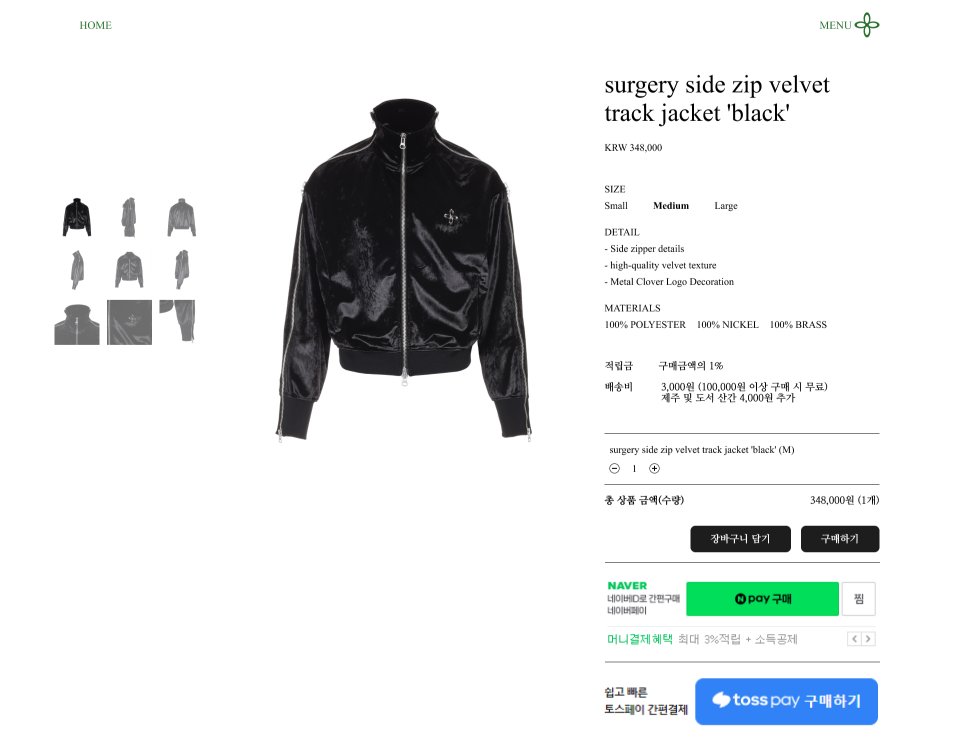 HOME
MENU
surgery side zip velvet
track jacket 'black'
KRW 348,000
SIZE
Small Medium Large
DETAIL
- Side zipper details
- high-quality velvet texture
- Metal Clover Logo Decoration
MATERIALS
100% POLYESTER 100% NICKEL 100% BRASS
적립금 구매금액의 1%
배송비 3,000원 (100,000원 이상 구매 시 무료)
제주 및 도서 산간 4,000원 추가
surgery side zip velvet track jacket 'black' (M)
1
총 상품 금액(수량) 348,000원 (1개)
장바구니 담기 구매하기
NAVER
네이버ID로 간편구매
네이버페이
N pay 구매 찜
머니결제혜택 최대 3%적립 + 소득공제
쉽고 빠른
토스페이 간편결제
toss pay 구매하기